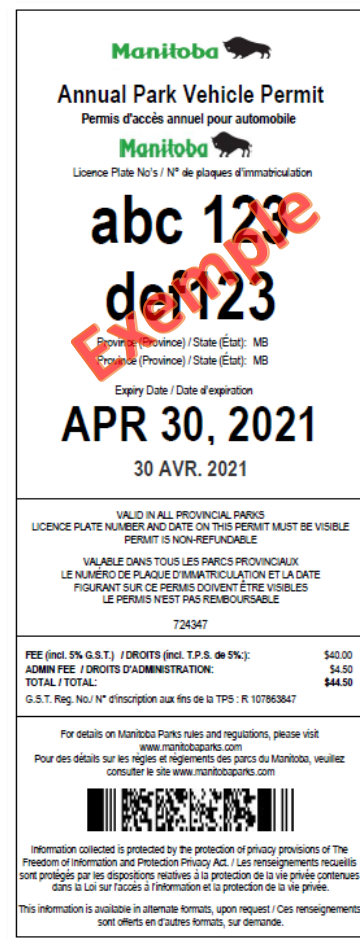 Manitoba
Annual Park Vehicle Permit
Permis d'accès annuel pour automobile
Manitoba
Licence Plate No's / N° de plaques d'immatriculation
abc 123
def123
Exemple
Province (Province) / State (État): MB
Province (Province) / State (État): MB
Expiry Date / Date d'expiration
APR 30, 2021
30 AVR. 2021
VALID IN ALL PROVINCIAL PARKS
LICENCE PLATE NUMBER AND DATE ON THIS PERMIT MUST BE VISIBLE
PERMIT IS NON-REFUNDABLE
VALABLE DANS TOUS LES PARCS PROVINCIAUX
LE NUMÉRO DE PLAQUE D'IMMATRICULATION ET LA DATE
FIGURANT SUR CE PERMIS DOIVENT ÊTRE VISIBLES
LE PERMIS N'EST PAS REMBOURSABLE
724347
FEE (incl. 5% G.S.T.) / DROITS (incl. T.P.S. de 5%:): $40.00
ADMIN FEE / DROITS D'ADMINISTRATION: $4.50
TOTAL / TOTAL: $44.50
G.S.T. Reg. No./ N° d'inscription aux fins de la TPS : R 107863847
For details on Manitoba Parks rules and regulations, please visit
www.manitobaparks.com
Pour des détails sur les règles et règlements des parcs du Manitoba, veuillez
consulter le site www.manitobaparks.com
Information collected is protected by the protection of privacy provisions of The
Freedom of Information and Protection Privacy Act. / Les renseignements recueillis
sont protégés par les dispositions relatives à la protection de la vie privée contenues
dans la Loi sur l'accès à l'information et la protection de la vie privée.
This information is available in alternate formats, upon request / Ces renseignements
sont offerts en d'autres formats, sur demande.